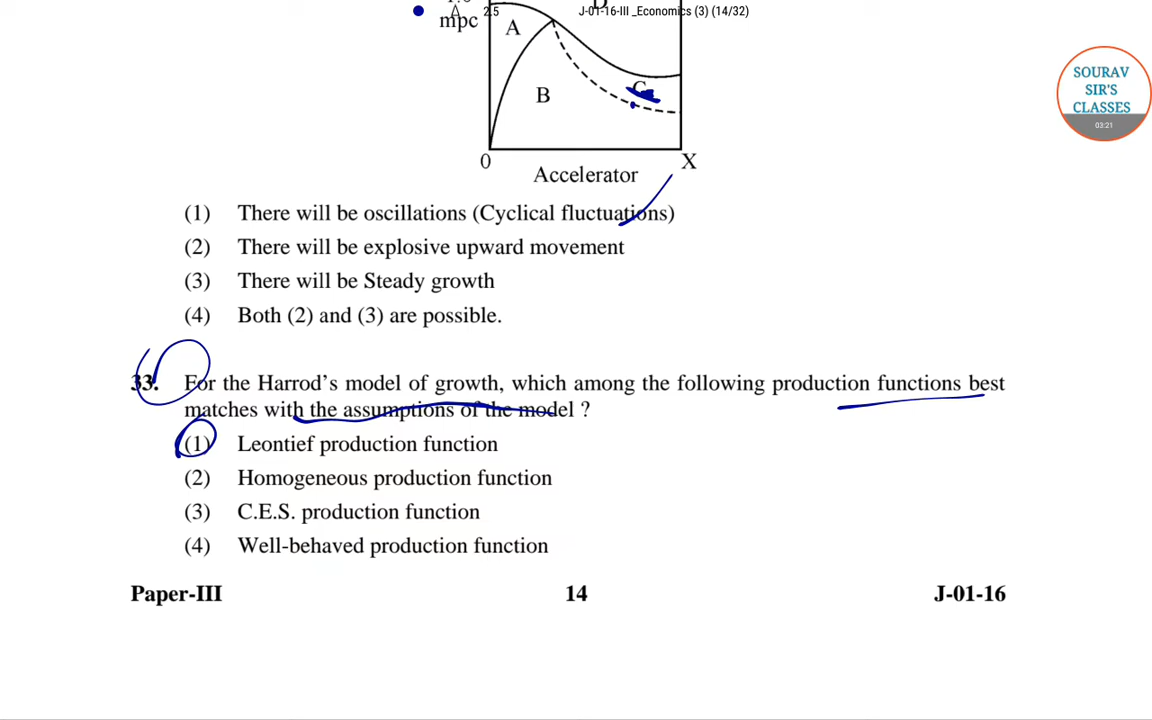 J-01-16-III _Economics (3) (14/32)
2.5
mpc
A
B
0
X
Accelerator
SOURAV
SIR'S
CLASSES
03:21
(1) There will be oscillations (Cyclical fluctuations)
(2) There will be explosive upward movement
(3) There will be Steady growth
(4) Both (2) and (3) are possible.
33. For the Harrod's model of growth, which among the following production functions best
matches with the assumptions of the model ?
(1) Leontief production function
(2) Homogeneous production function
(3) C.E.S. production function
(4) Well-behaved production function
Paper-III 14 J-01-16